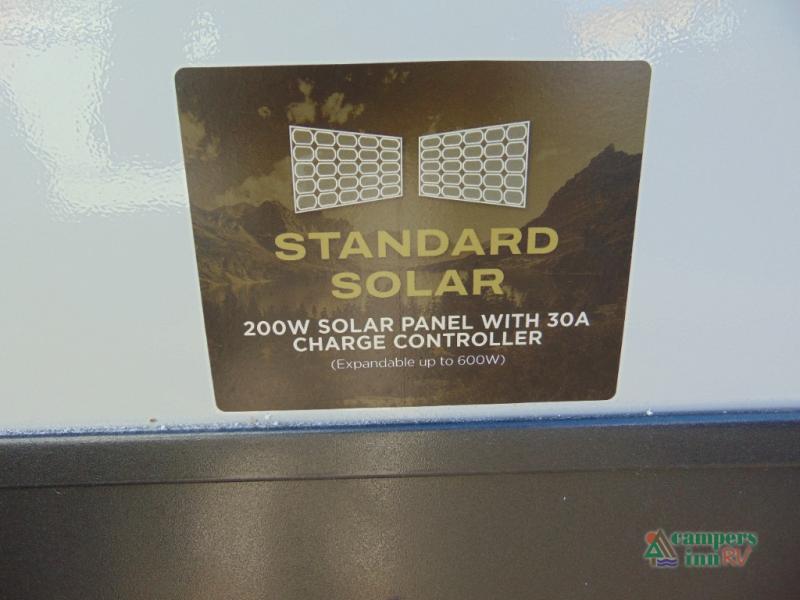 STANDARD
SOLAR
200W SOLAR PANEL WITH 30A
CHARGE CONTROLLER
(Expandable up to 600W)
campers
inn RV